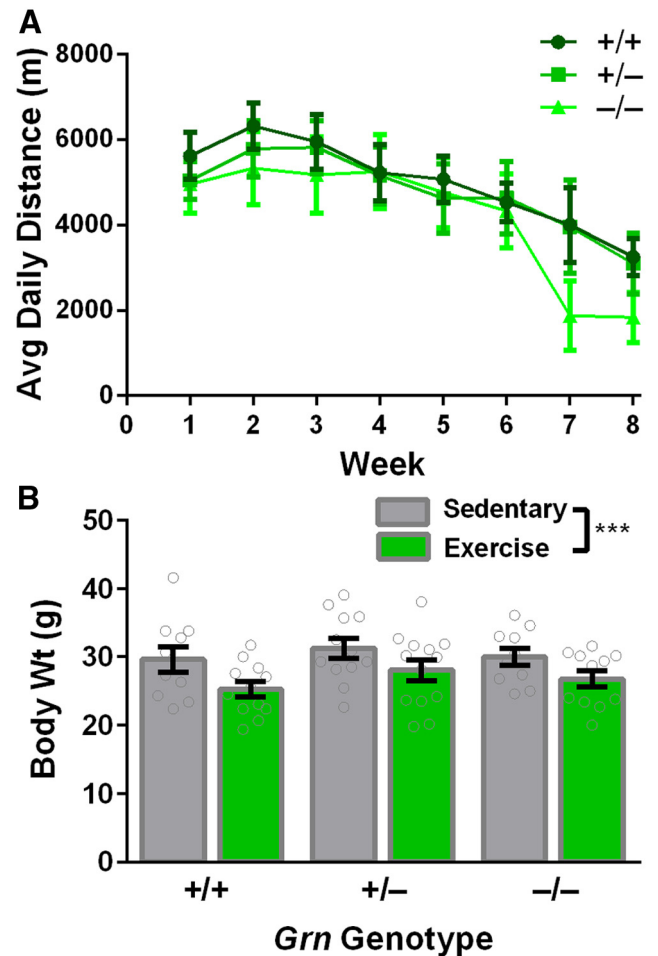 A
+/+
+/–
–/–
Avg Daily Distance (m)
8000
6000
4000
2000
0
0 1 2 3 4 5 6 7 8
Week
B
Sedentary
Exercise
***
Body Wt (g)
50
40
30
20
10
0
+/+ +/– –/–
Grn Genotype